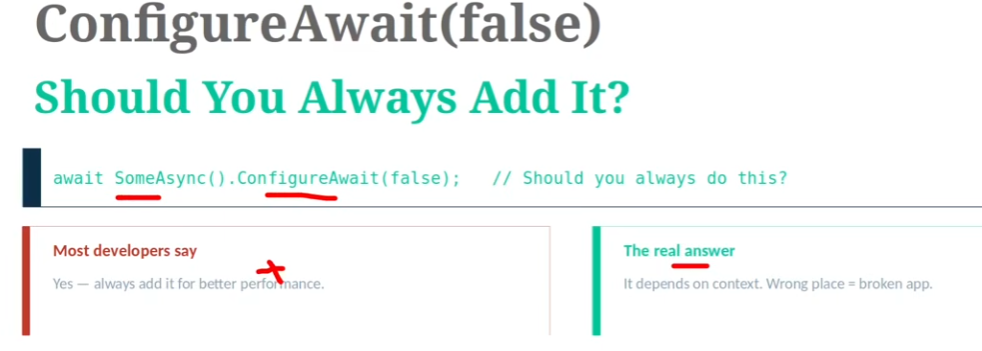 ConfigureAwait(false)
Should You Always Add It?
await SomeAsync().ConfigureAwait(false);   // Should you always do this?
Most developers say
Yes — always add it for better performance.
The real answer
It depends on context. Wrong place = broken app.